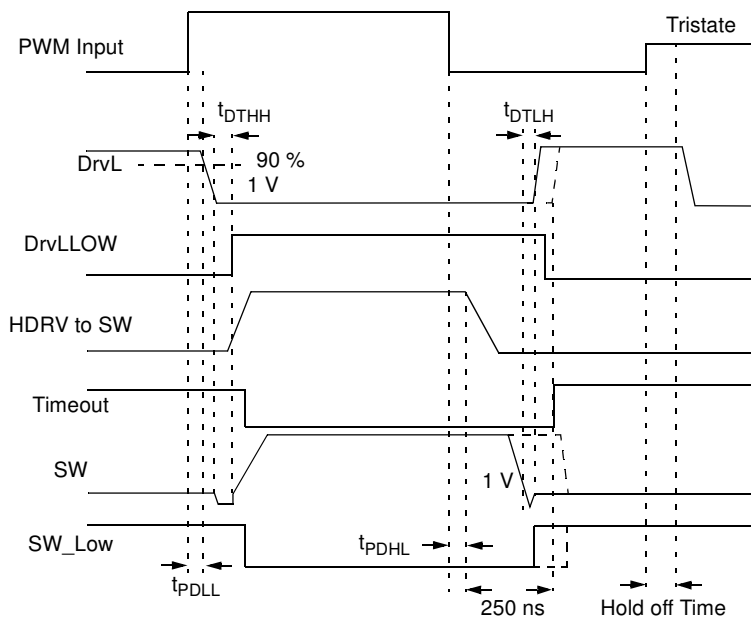 Tristate
PWM Input
tDTHH
tDTLH
DrvL
90 %
1 V
DrvLLOW
HDRV to SW
Timeout
SW
1 V
SW_Low
tPDHL
tPDLL
250 ns
Hold off Time